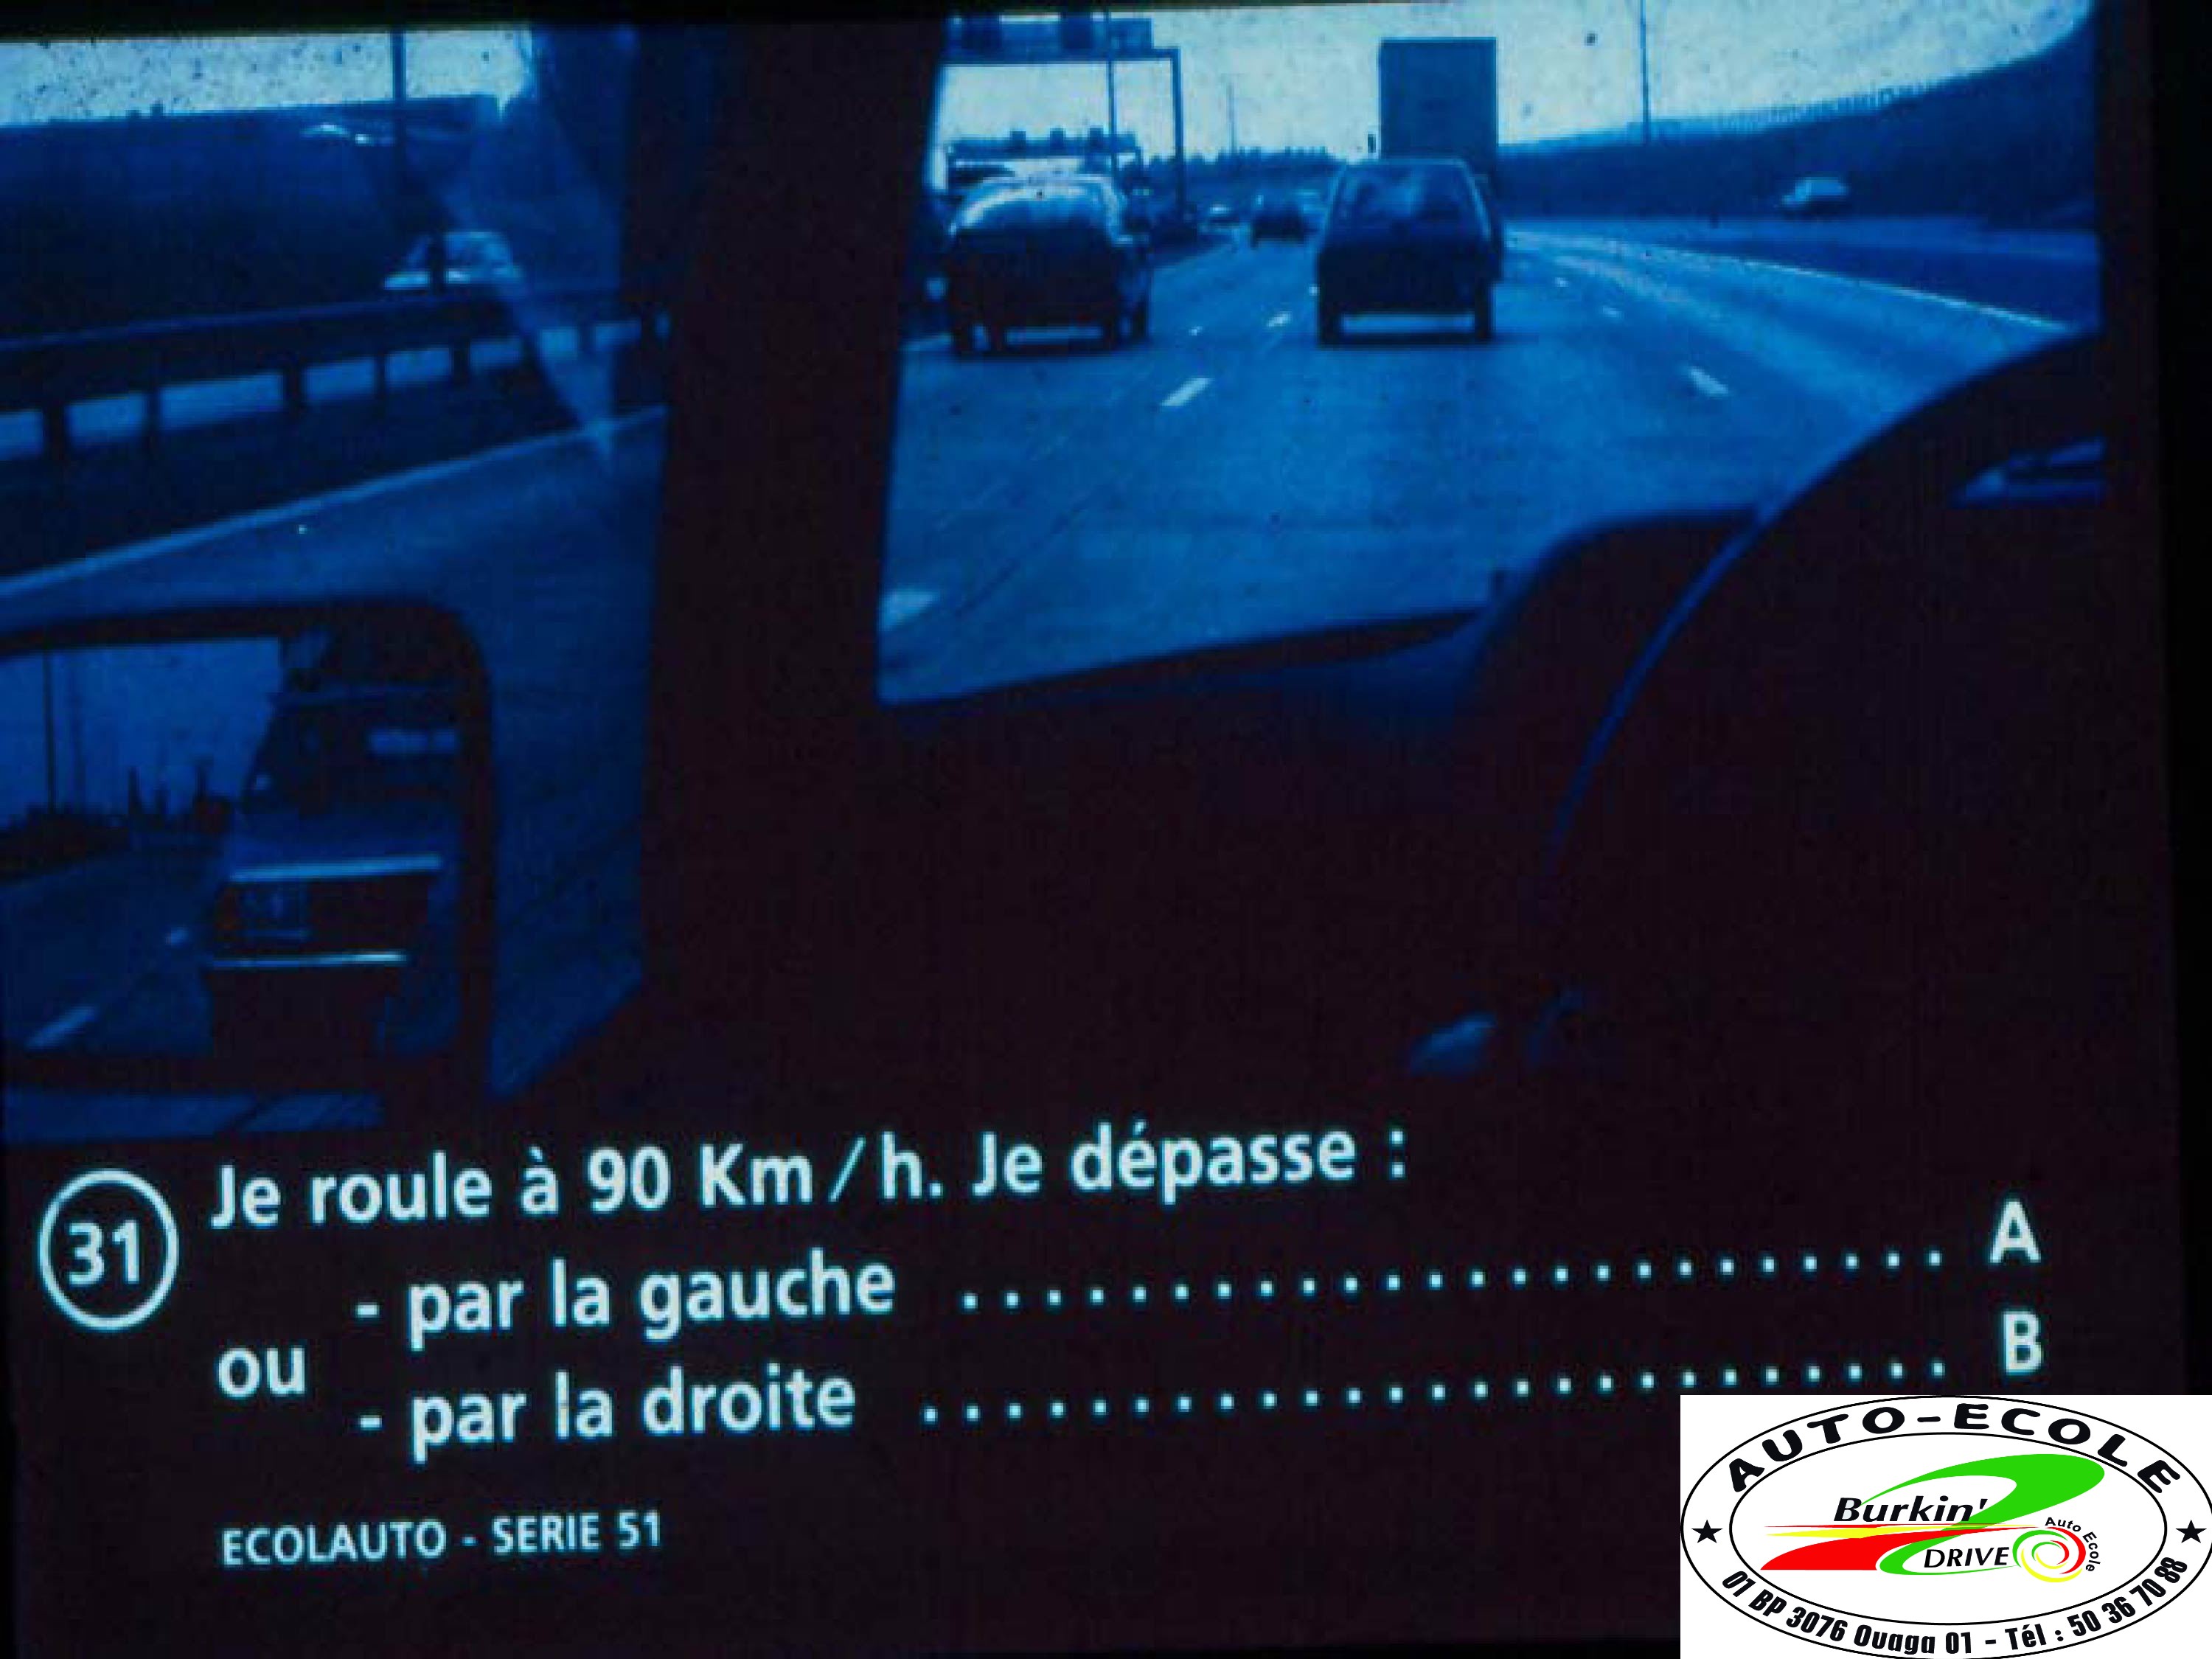 31 Je roule à 90 Km/h. Je dépasse :
- par la gauche ........................ A
ou
- par la droite ......................... B
ECOLAUTO - SERIE 51
AUTO-ECOLE
Burkin'
DRIVE
Auto Ecole
01 BP 3076 Ouaga 01 - Tél : 50 36 70 88